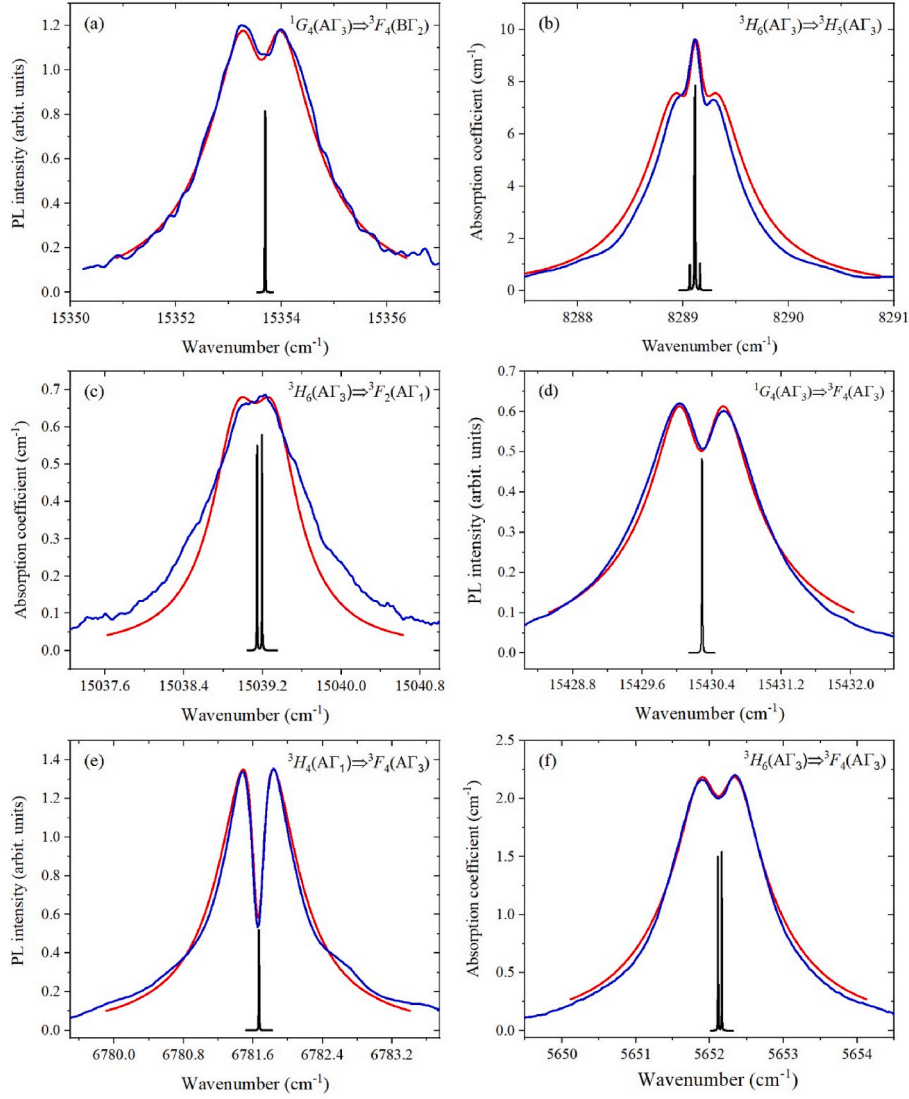 (a) ¹G₄(AΓ₃)⇒³F₄(BΓ₂)
PL intensity (arbit. units)
1.2
1.0
0.8
0.6
0.4
0.2
0.0
15350 15352 15354 15356
Wavenumber (cm⁻¹)
(b) ³H₆(AΓ₃)⇒³H₅(AΓ₃)
Absorption coefficient (cm⁻¹)
10
8
6
4
2
0
8288 8289 8290 8291
Wavenumber (cm⁻¹)
(c) ³H₆(AΓ₃)⇒³F₂(AΓ₁)
Absorption coefficient (cm⁻¹)
0.7
0.6
0.5
0.4
0.3
0.2
0.1
0.0
15037.6 15038.4 15039.2 15040.0 15040.8
Wavenumber (cm⁻¹)
(d) ¹G₄(AΓ₃)⇒³F₄(AΓ₃)
PL intensity (arbit. units)
0.7
0.6
0.5
0.4
0.3
0.2
0.1
0.0
15428.8 15429.6 15430.4 15431.2 15432.0
Wavenumber (cm⁻¹)
(e) ³H₄(AΓ₁)⇒³F₄(AΓ₃)
PL intensity (arbit. units)
1.4
1.2
1.0
0.8
0.6
0.4
0.2
0.0
6780.0 6780.8 6781.6 6782.4 6783.2
Wavenumber (cm⁻¹)
(f) ³H₆(AΓ₃)⇒³F₄(AΓ₃)
Absorption coefficient (cm⁻¹)
2.5
2.0
1.5
1.0
0.5
0.0
5650 5651 5652 5653 5654
Wavenumber (cm⁻¹)